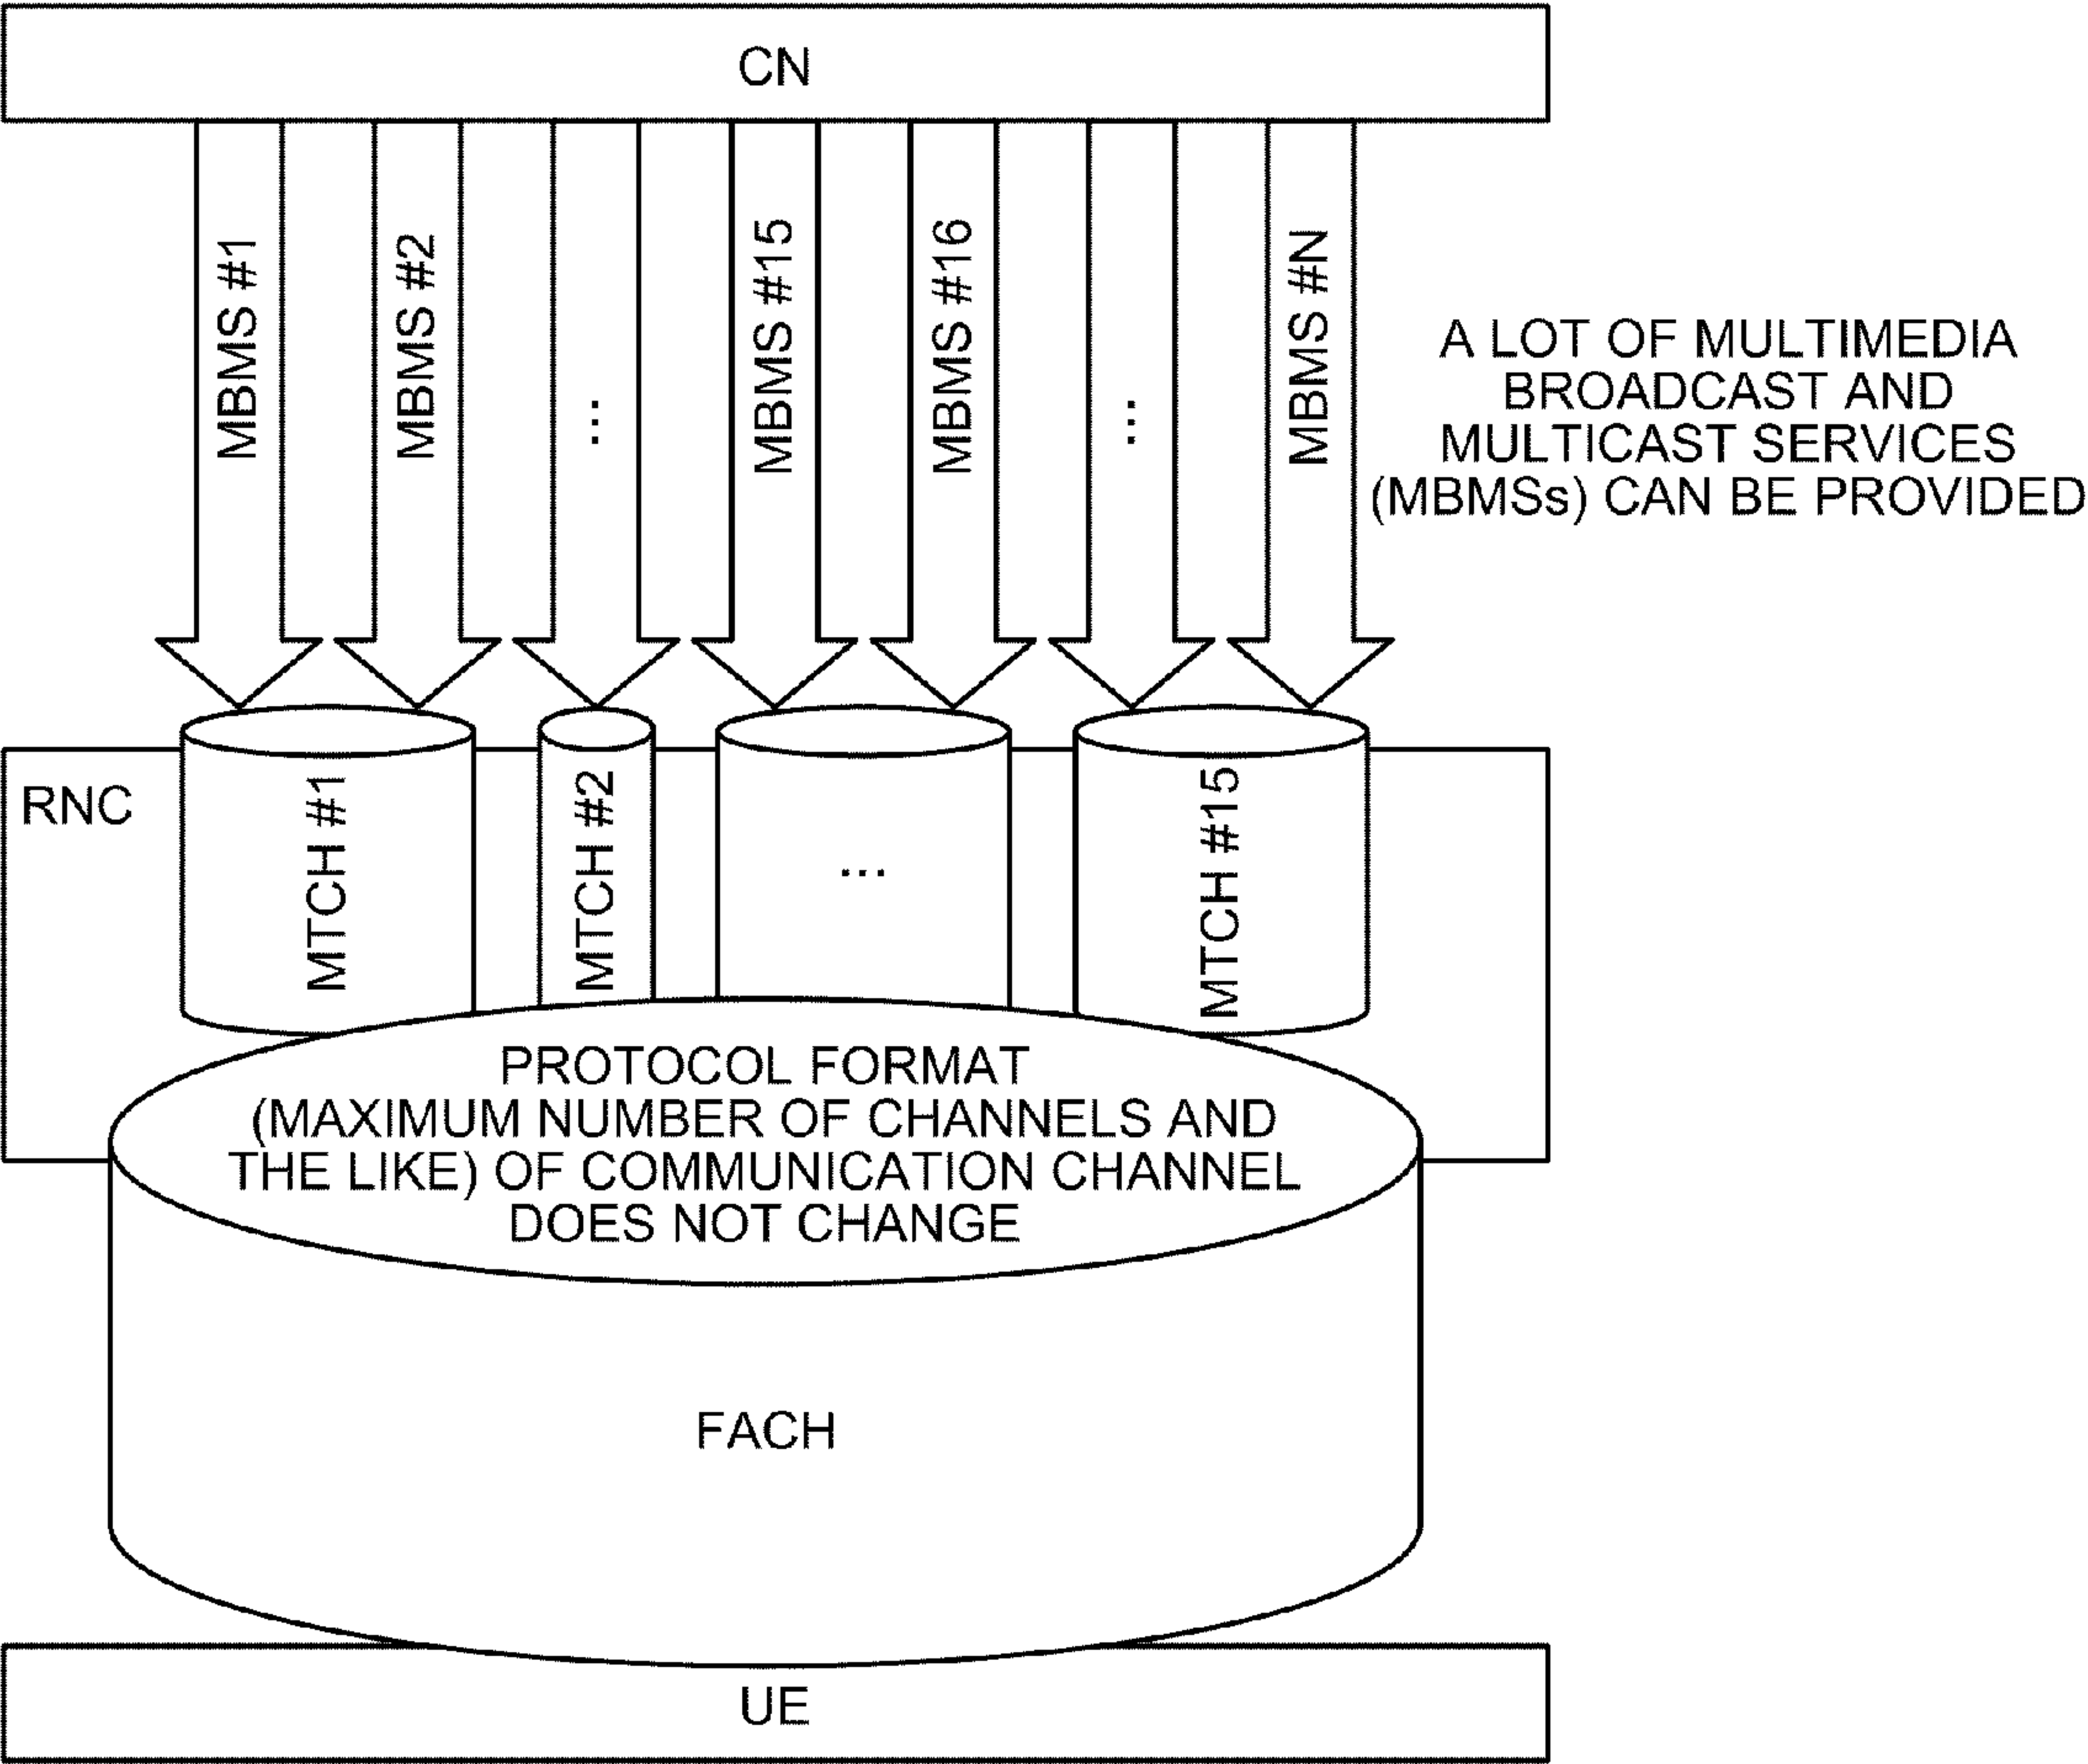 CN
MBMS #1
MBMS #2
...
MBMS #15
MBMS #16
...
MBMS #N
A LOT OF MULTIMEDIA
BROADCAST AND
MULTICAST SERVICES
(MBMSs) CAN BE PROVIDED
RNC
MTCH #1
MTCH #2
...
MTCH #15
PROTOCOL FORMAT
(MAXIMUM NUMBER OF CHANNELS AND
THE LIKE) OF COMMUNICATION CHANNEL
DOES NOT CHANGE
FACH
UE